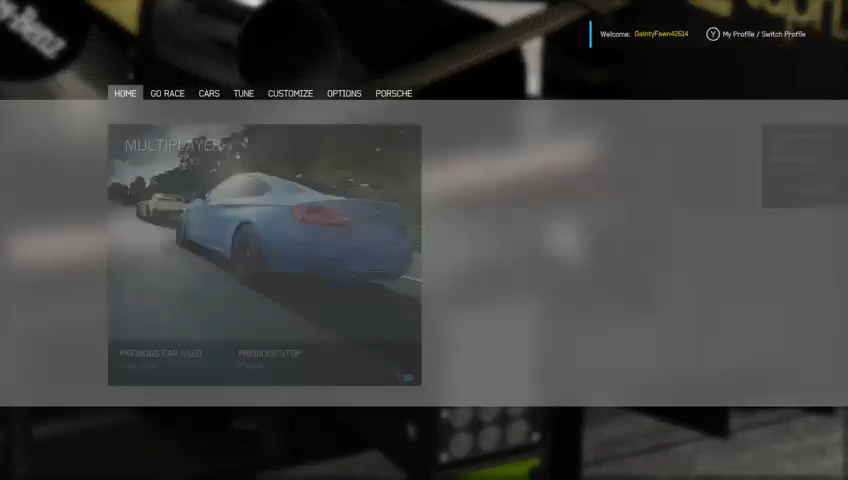 Welcome: DaintyFawn42514
Y My Profile / Switch Profile
HOME GO RACE CARS TUNE CUSTOMIZE OPTIONS PORSCHE
MULTIPLAYER
PREVIOUS CAR USED PREVIOUS STOP